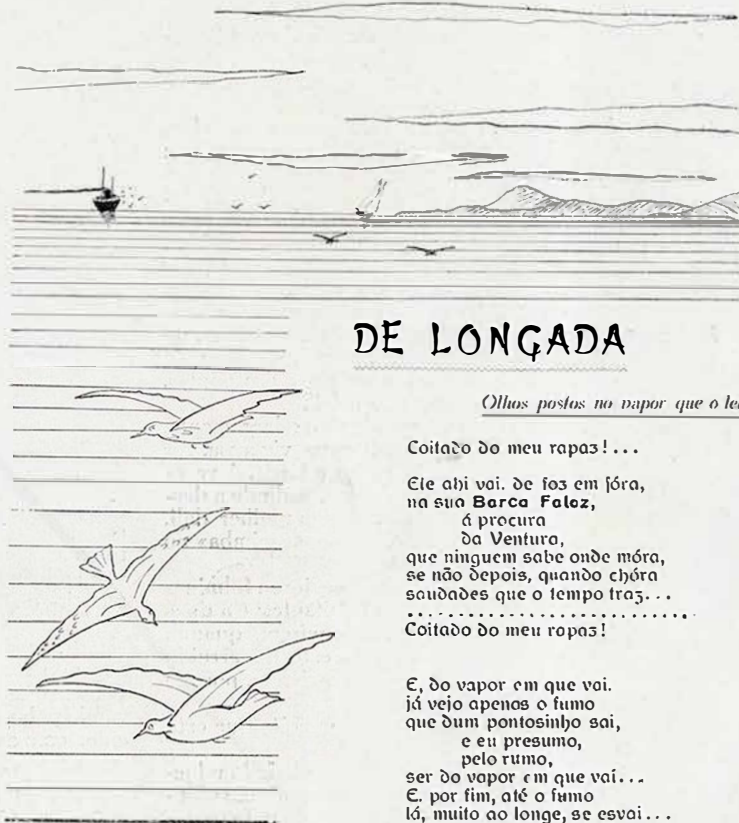 DE LONGADA
Olhos postos no vapor que o
Coitado do meu rapaz!...
Ele ahi vai. de foz em fóra,
na sua Barca Faloz,
á procura
da Ventura,
que ninguem sabe onde móra,
se não depois, quando chóra
saudades que o tempo traz...
Coitado do meu rapaz!
E, do vapor em que vai.
já vejo apenas o fumo
que dum pontosinho sai,
e eu presumo,
pelo rumo,
ser do vapor em que vai...
E. por fim, até o fumo
lá, muito ao longe, se esvai...